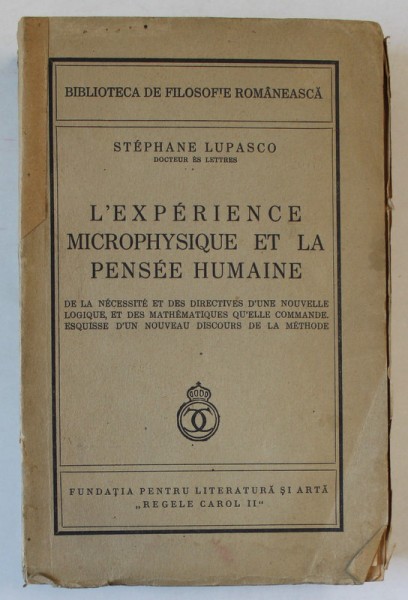 BIBLIOTECA DE FILOSOFIE ROMÂNEASCĂ
STÉPHANE LUPASCO
DOCTEUR ÈS LETTRES
L'EXPÉRIENCE
MICROPHYSIQUE ET LA
PENSÉE HUMAINE
DE LA NÉCESSITÉ ET DES DIRECTIVES D'UNE NOUVELLE
LOGIQUE, ET DES MATHÉMATIQUES QU'ELLE COMMANDE.
ESQUISSE D'UN NOUVEAU DISCOURS DE LA MÉTHODE
FUNDAȚIA PENTRU LITERATURĂ ȘI ARTĂ
„REGELE CAROL II"